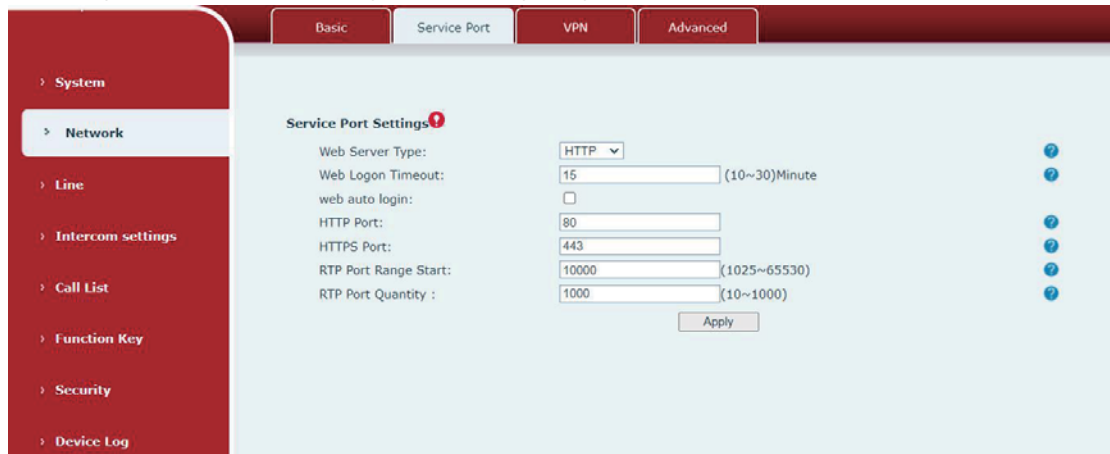 Basic Service Port VPN Advanced
System
Network
Line
Intercom settings
Call List
Function Key
Security
Device Log
Service Port Settings
Web Server Type: HTTP
Web Logon Timeout: 15 (10~30)Minute
web auto login:
HTTP Port: 80
HTTPS Port: 443
RTP Port Range Start: 10000 (1025~65530)
RTP Port Quantity : 1000 (10~1000)
Apply